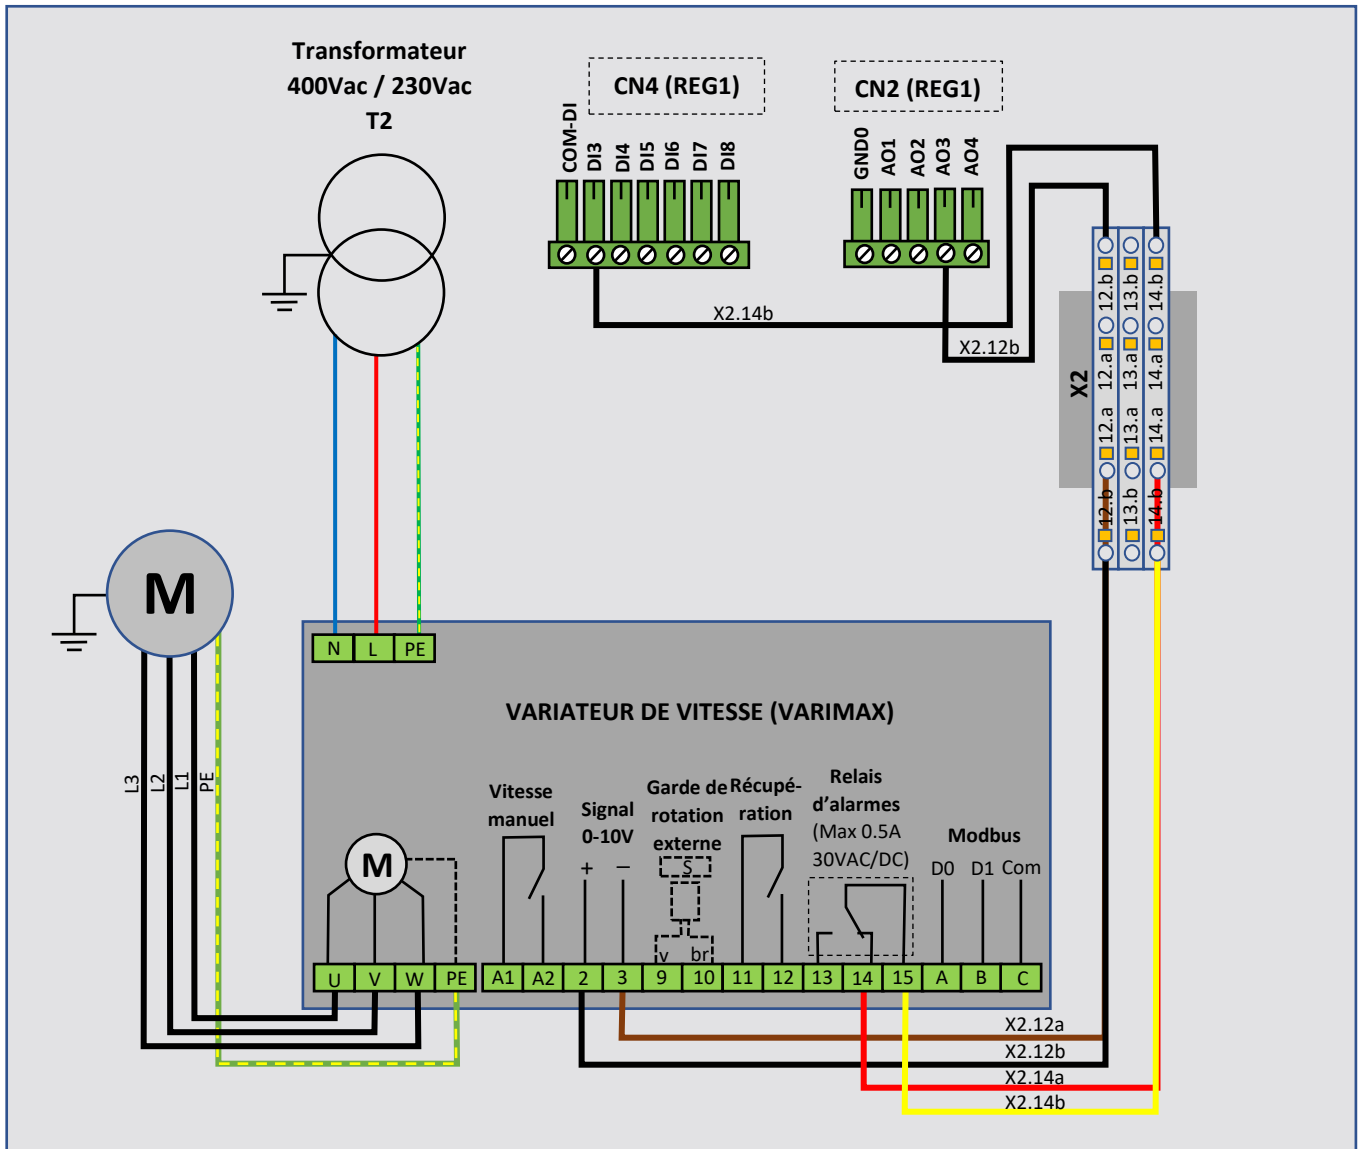 Transformateur
400Vac / 230Vac
T2
CN4 (REG1)
CN2 (REG1)
COM-DI
DI3
DI4
DI5
DI6
DI7
DI8
GND0
AO1
AO2
AO3
AO4
X2.14b
X2.12b
X2
12.b
13.b
14.b
12.a
13.a
14.a
12.a
13.a
14.a
12.b
13.b
14.b
M
L3
L2
L1
PE
N
L
PE
VARIATEUR DE VITESSE (VARIMAX)
Vitesse
manuel
Signal
0-10V
+
−
Garde de
rotation
externe
S
v
br
Récupé-
ration
Relais
d’alarmes
(Max 0.5A
30VAC/DC)
Modbus
D0
D1
Com
M
U
V
W
PE
A1
A2
2
3
9
10
11
12
13
14
15
A
B
C
X2.12a
X2.12b
X2.14a
X2.14b